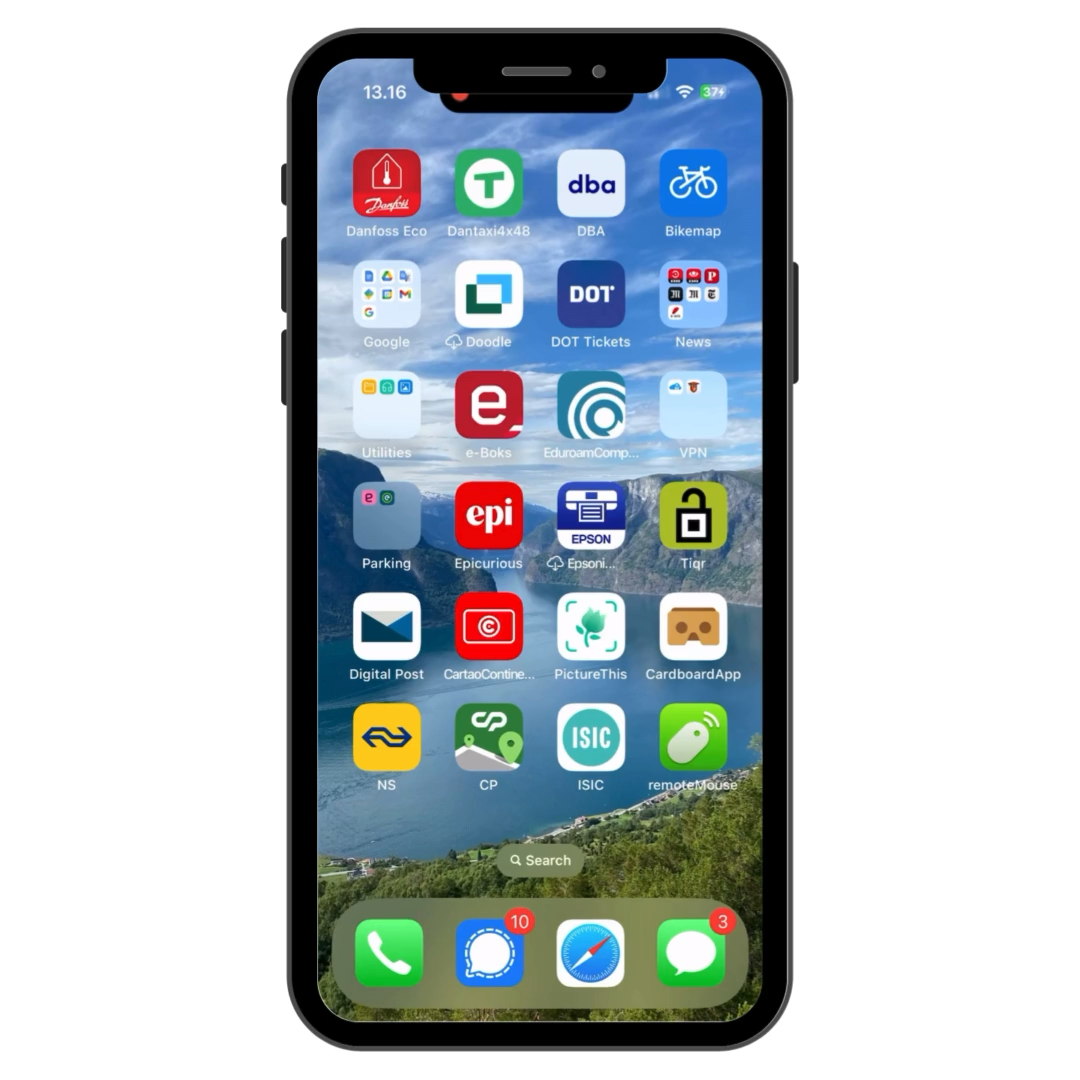 13.16
37
Danfoss
Danfoss Eco
Dantaxi4x48
dba
DBA
Bikemap
Google
Doodle
DOT
DOT Tickets
News
Utilities
e
e-Boks
EduroamComp...
VPN
Parking
epi
Epicurious
EPSON
Epsoni...
Tiqr
Digital Post
C
CartaoContine...
PictureThis
CardboardApp
NS
CP
ISIC
ISIC
remoteMouse
Search
10
3